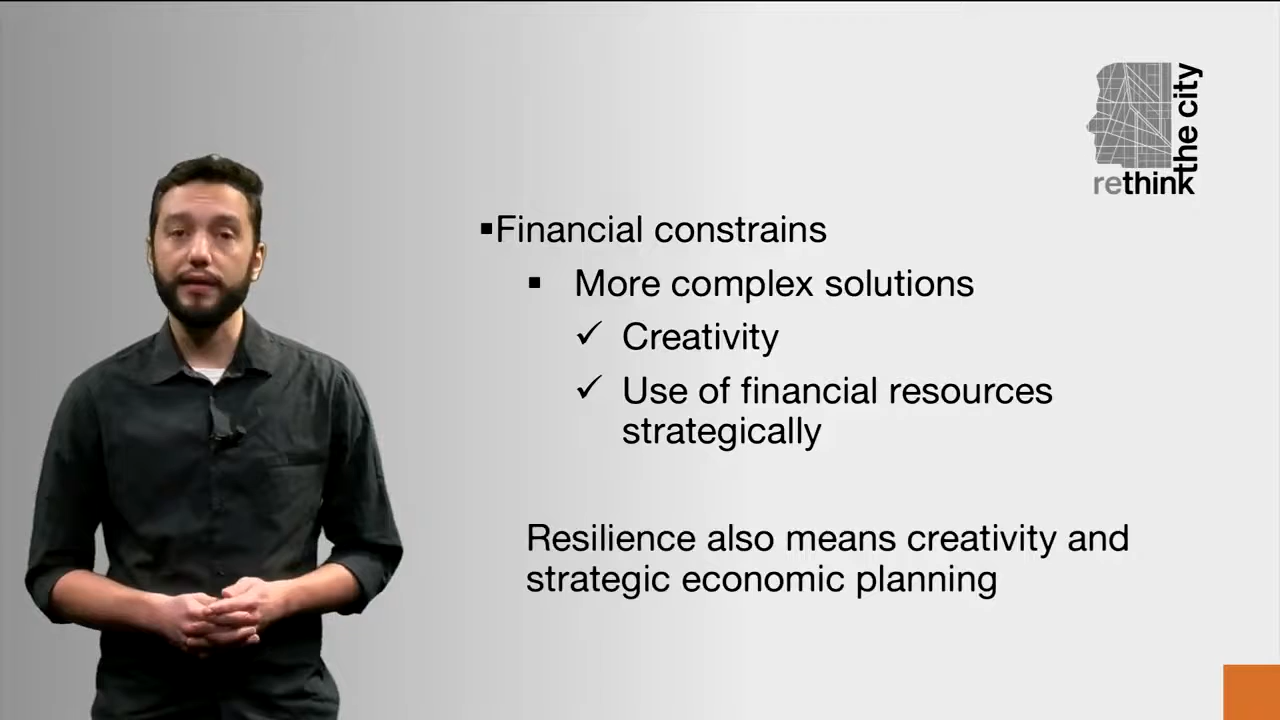 the city
rethink
▪Financial constrains
▪ More complex solutions
✓ Creativity
✓ Use of financial resources
strategically
Resilience also means creativity and
strategic economic planning